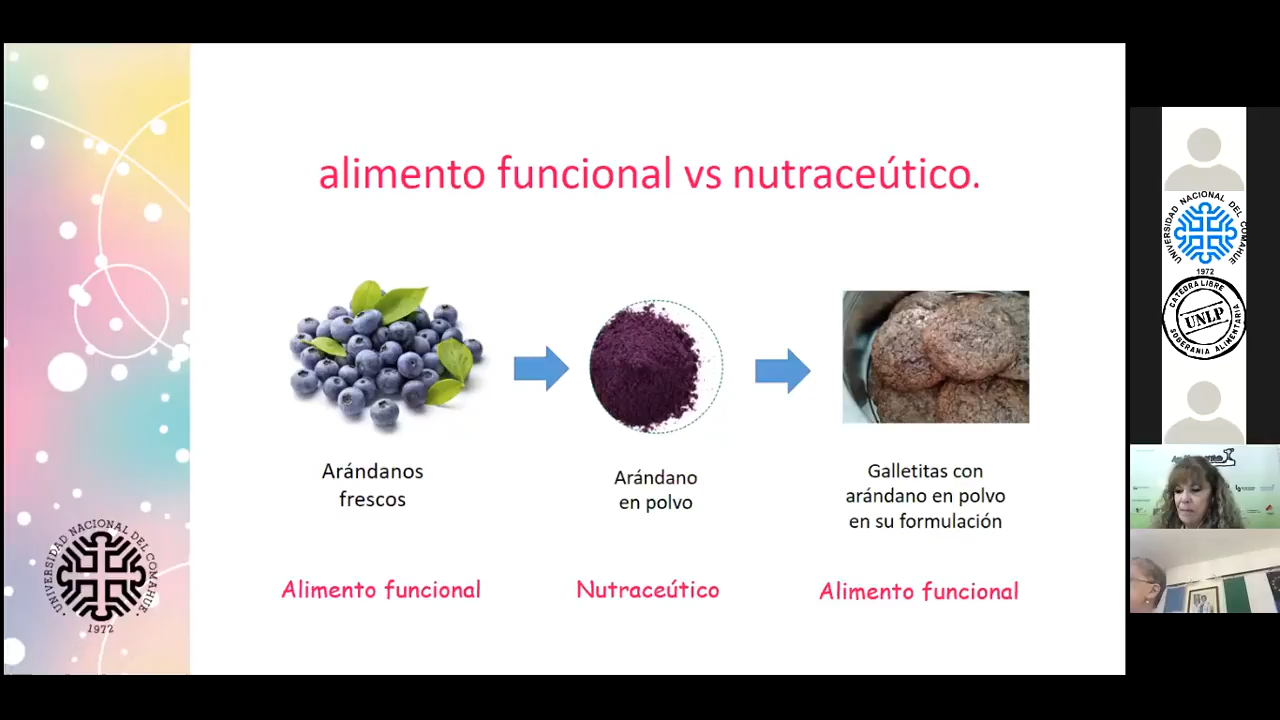 alimento funcional vs nutraceútico.
Arándanos
frescos
Arándano
en polvo
Galletitas con
arándano en polvo
en su formulación
Alimento funcional
Nutraceútico
Alimento funcional
UNIVERSIDAD NACIONAL DEL COMAHUE
1972
UNIVERSIDAD NACIONAL DEL COMAHUE
1972
CATEDRA LIBRE
UNLP
SOBERANIA ALIMENTARIA